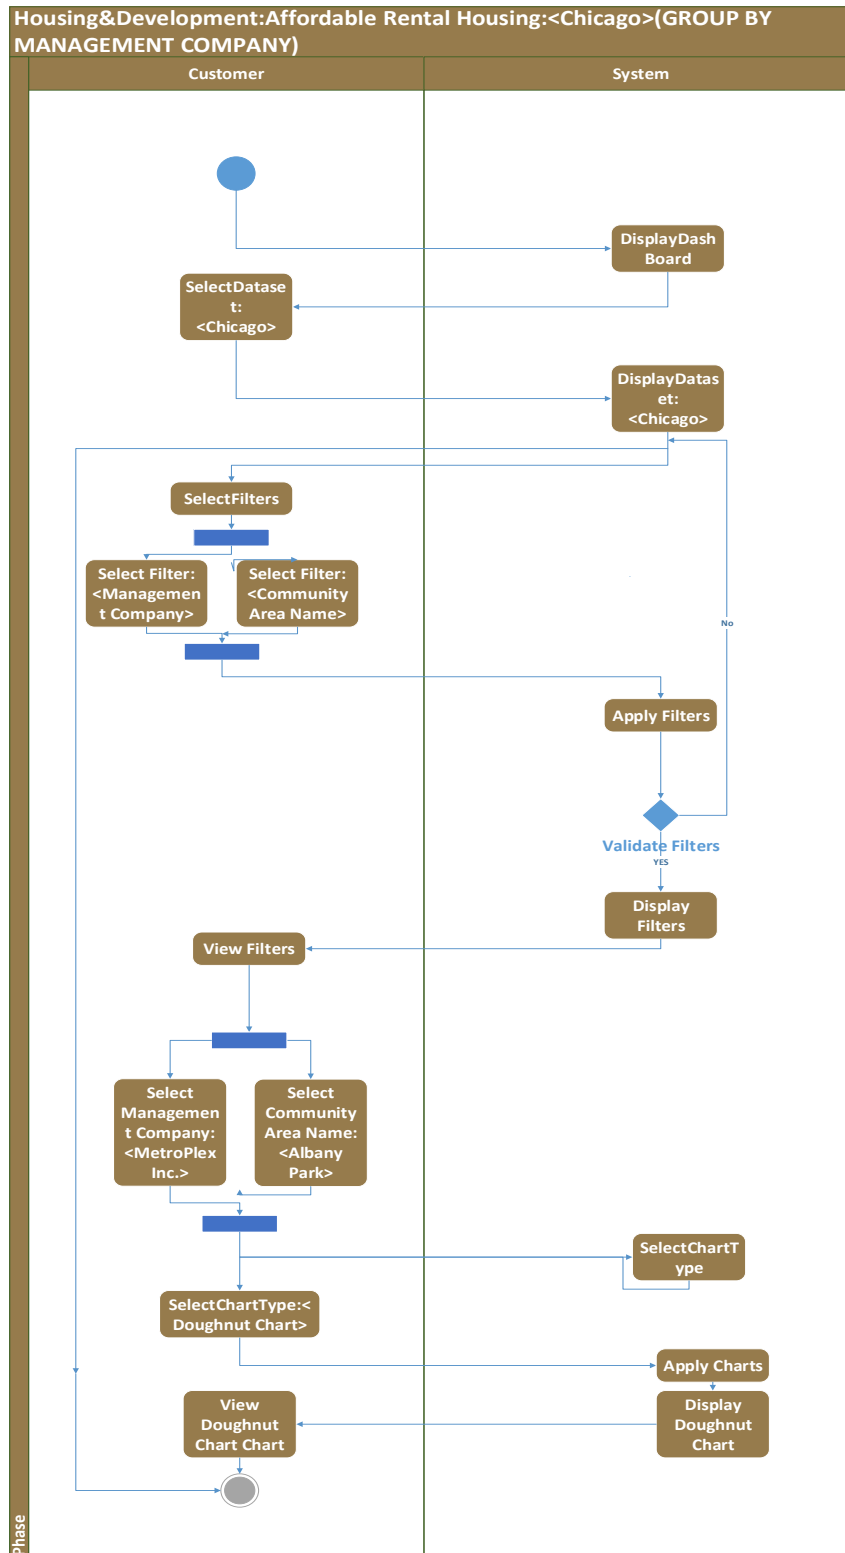 Housing&Development:Affordable Rental Housing:<Chicago>(GROUP BY
MANAGEMENT COMPANY)
Customer
System
DisplayDash
Board
SelectDatase
t:
<Chicago>
DisplayDatas
et:
<Chicago>
SelectFilters
Select Filter:
<Managemen
t Company>
Select Filter:
<Community
Area Name>
No
Apply Filters
Validate Filters
YES
Display
Filters
View Filters
Select
Managemen
t Company:
<MetroPlex
Inc.>
Select
Community
Area Name:
<Albany
Park>
SelectChartT
ype
SelectChartType:<
Doughnut Chart>
Apply Charts
View
Doughnut
Chart Chart
Display
Doughnut
Chart
Phase